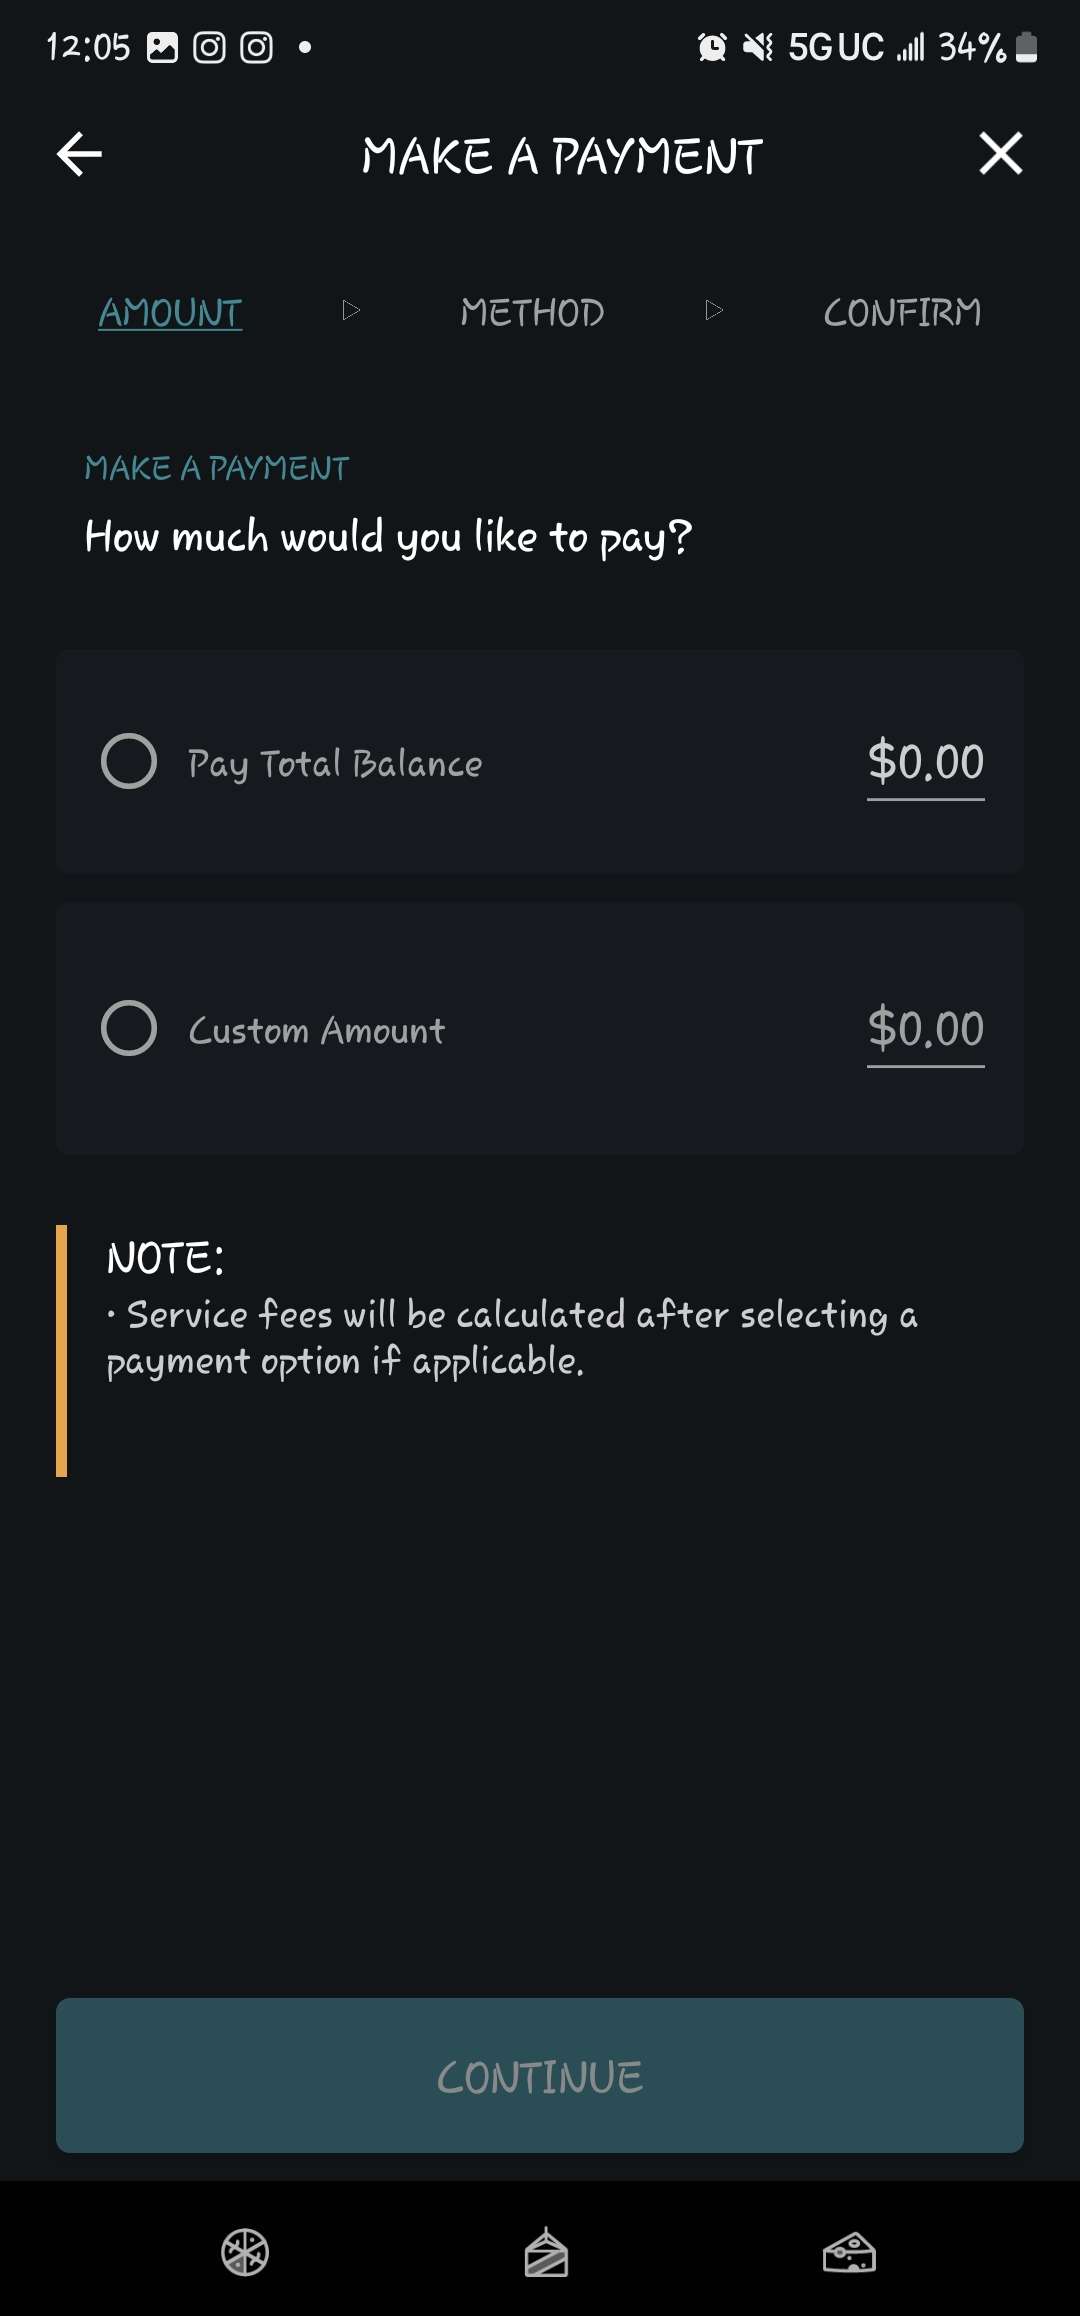 12:05 5G UC 34%
MAKE A PAYMENT
AMOUNT METHOD CONFIRM
MAKE A PAYMENT
How much would you like to pay?
Pay Total Balance $0.00
Custom Amount $0.00
NOTE:
• Service fees will be calculated after selecting a
payment option if applicable.
CONTINUE